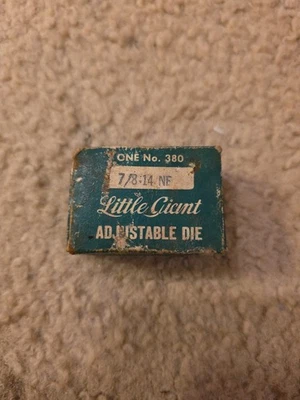 ONE No. 380
7/8-14 NF
Little Giant
ADJUSTABLE DIE